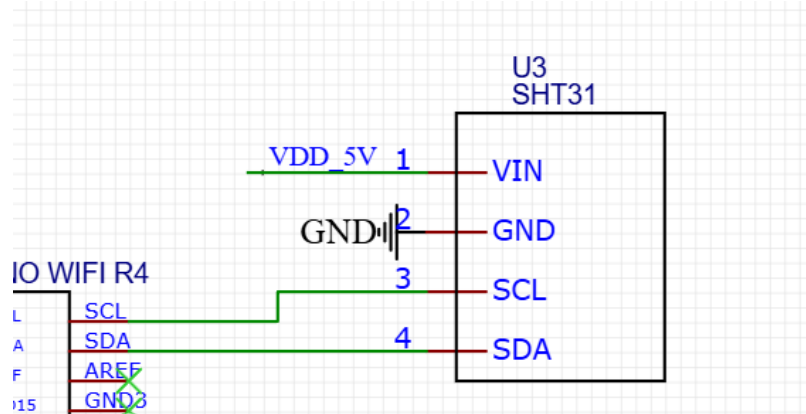 U3
SHT31
VDD_5V 1 VIN
GND 2 GND
3 SCL
4 SDA
IO WIFI R4
L SCL
A SDA
F AREF
015 GND3